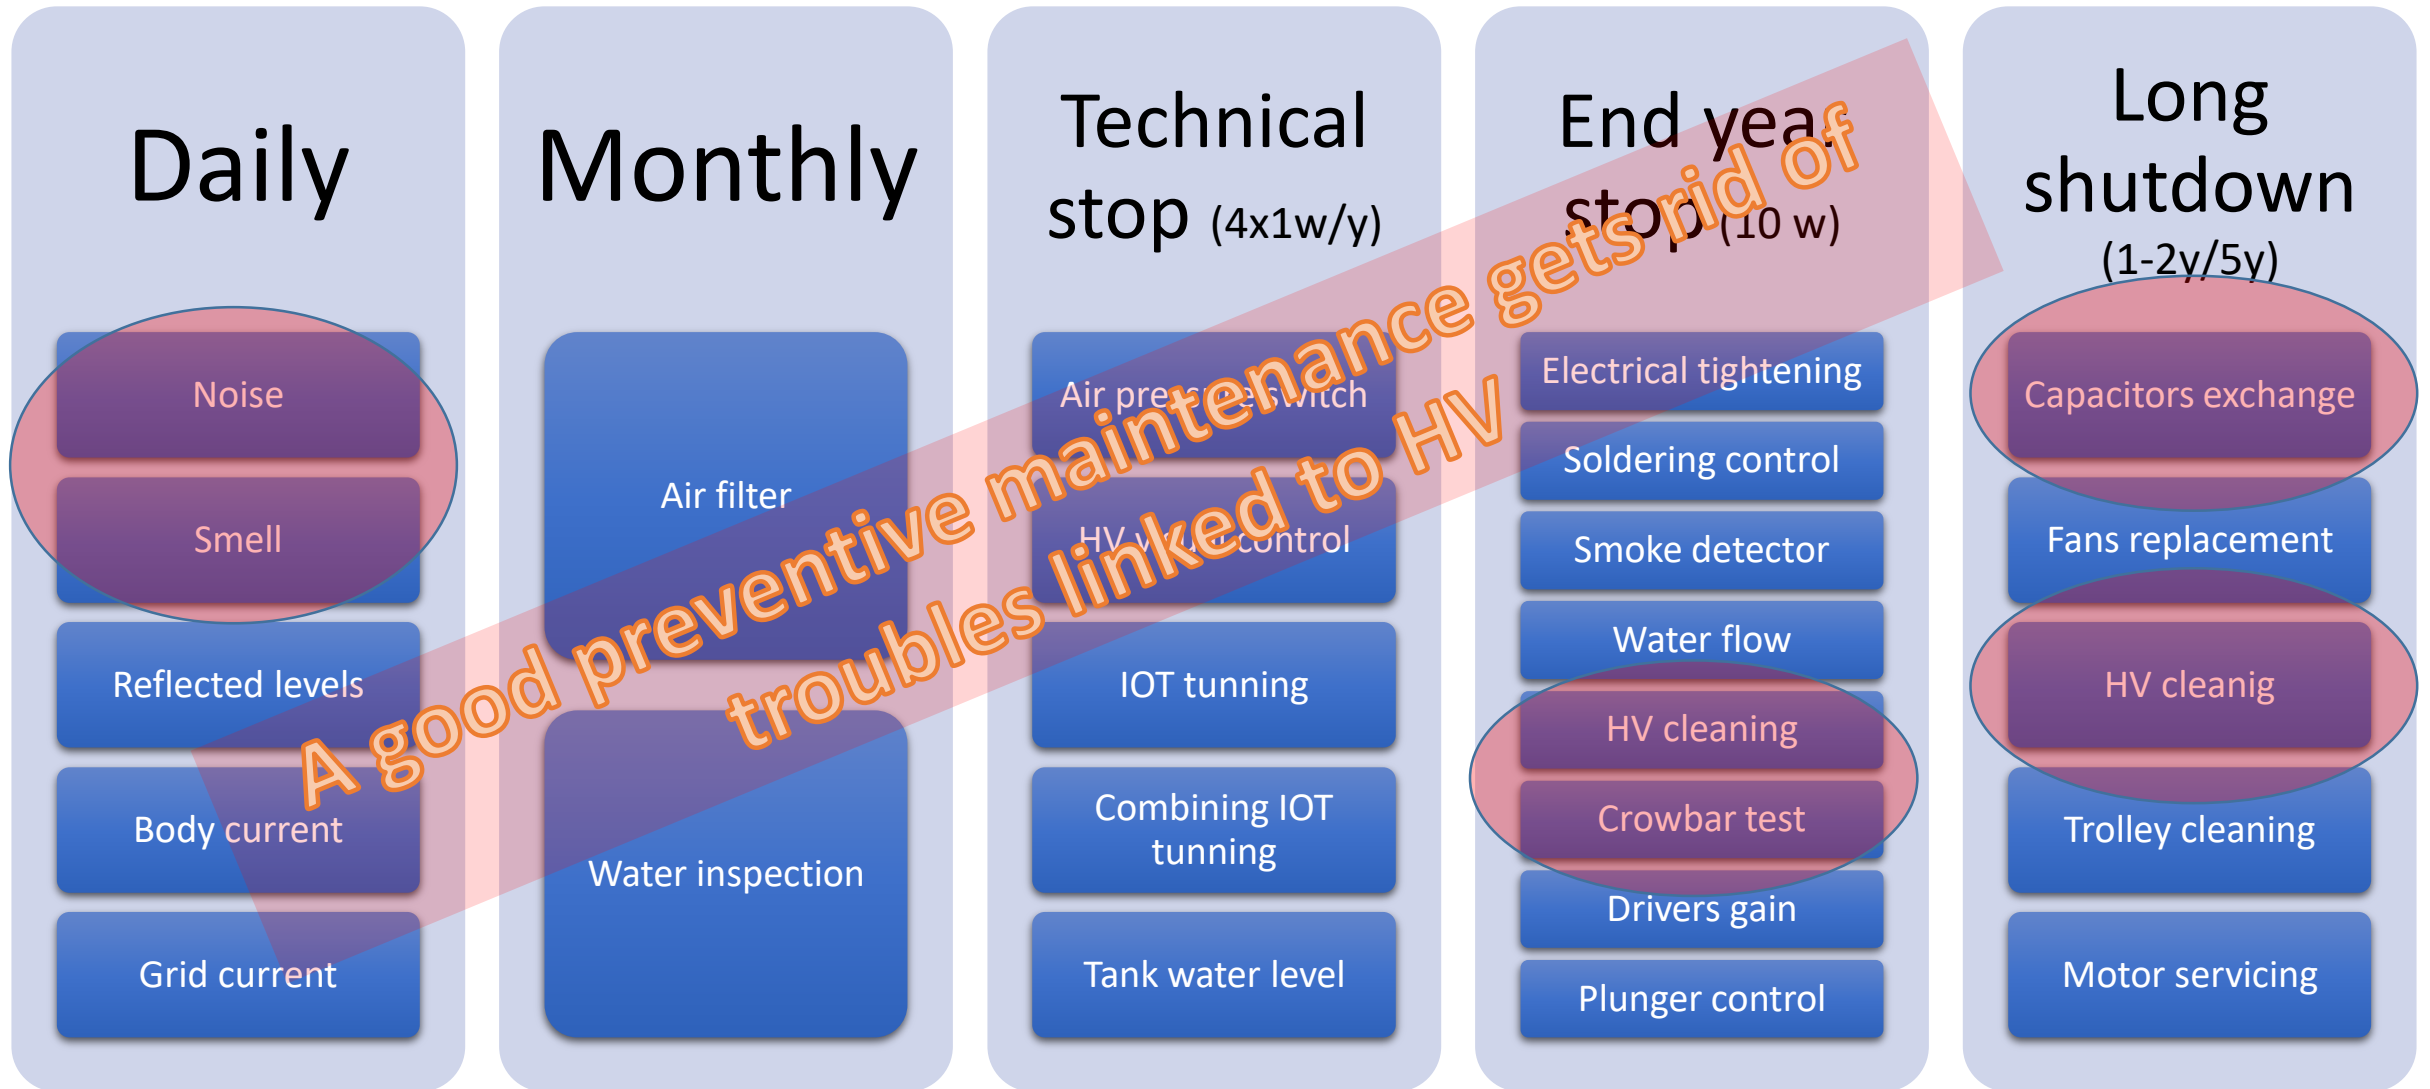 Daily
Noise
Smell
Reflected levels
Body current
Grid current
Monthly
Air filter
Water inspection
Technical
stop (4x1w/y)
Air pressure switch
HV visual control
IOT tunning
Combining IOT
tunning
Tank water level
End year
stop (10 w)
Electrical tightening
Soldering control
Smoke detector
Water flow
HV cleaning
Crowbar test
Drivers gain
Plunger control
Long
shutdown
(1-2y/5y)
Capacitors exchange
Fans replacement
HV cleanig
Trolley cleaning
Motor servicing
A good preventive maintenance gets rid of
troubles linked to HV